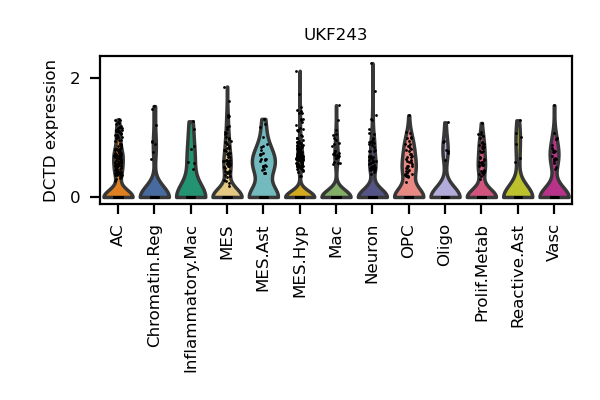 UKF243
DCTD expression
2
0
AC
Chromatin.Reg
Inflammatory.Mac
MES
MES.Ast
MES.Hyp
Mac
Neuron
OPC
Oligo
Prolif.Metab
Reactive.Ast
Vasc